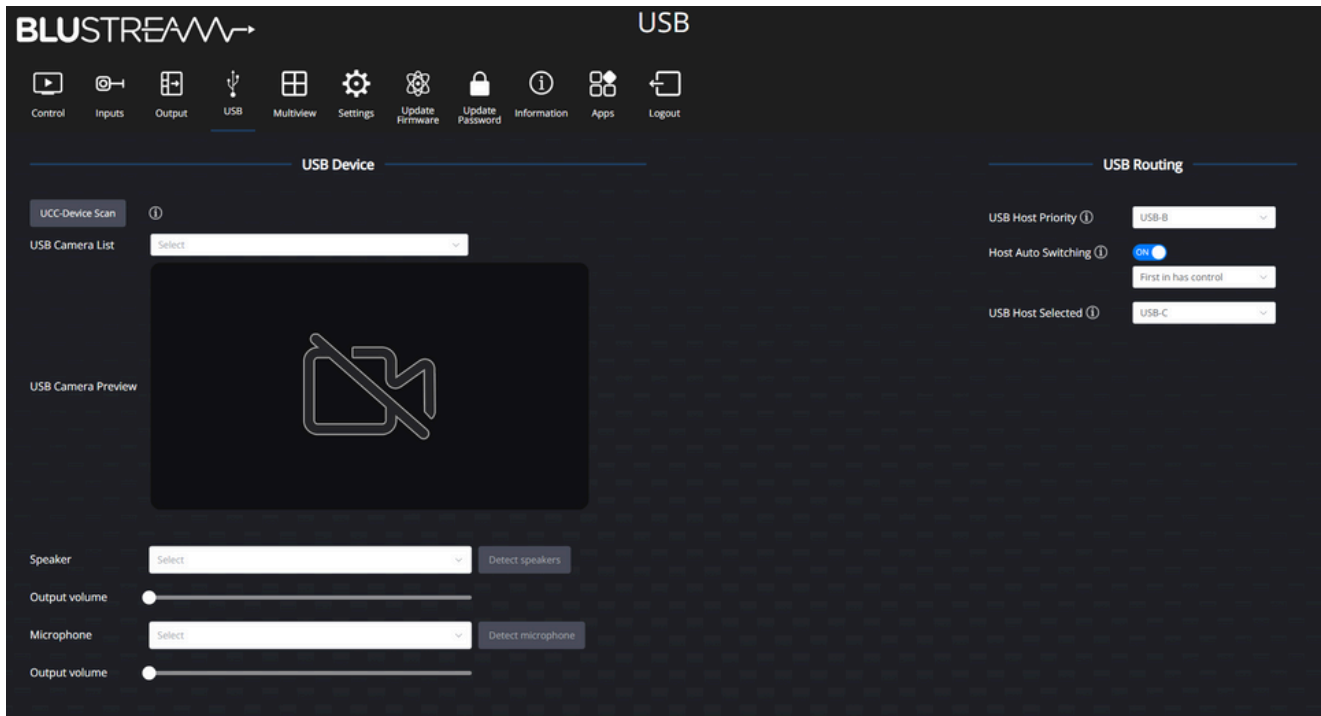 BLUSTREAM
USB
Control
Inputs
Output
USB
Multiview
Settings
Update
Firmware
Update
Password
Information
Apps
Logout
USB Device
UCC-Device Scan
USB Camera List
Select
USB Camera Preview
Speaker
Select
Detect speakers
Output volume
Microphone
Select
Detect microphone
Output volume
USB Routing
USB Host Priority
USB-B
Host Auto Switching
ON
First in has control
USB Host Selected
USB-C